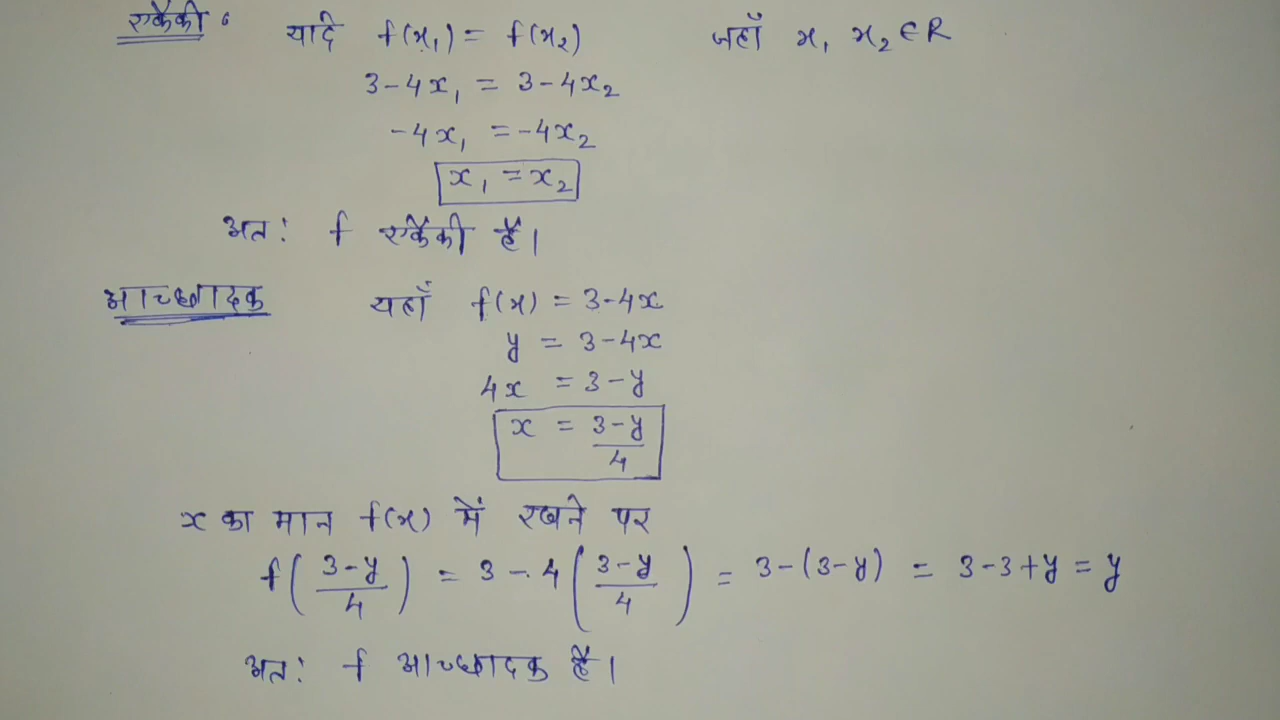 एकैकी : यदि f(x₁) = f(x₂) जहाँ x₁ x₂ ∈ R
3-4x₁ = 3-4x₂
-4x₁ = -4x₂
x₁ = x₂
अतः f एकैकी है।
आच्छादक यहाँ f(x) = 3-4x
y = 3-4x
4x = 3-y
x = (3-y)/4
x का मान f(x) में रखने पर
f((3-y)/4) = 3-4((3-y)/4) = 3-(3-y) = 3-3+y = y
अतः f आच्छादक है।